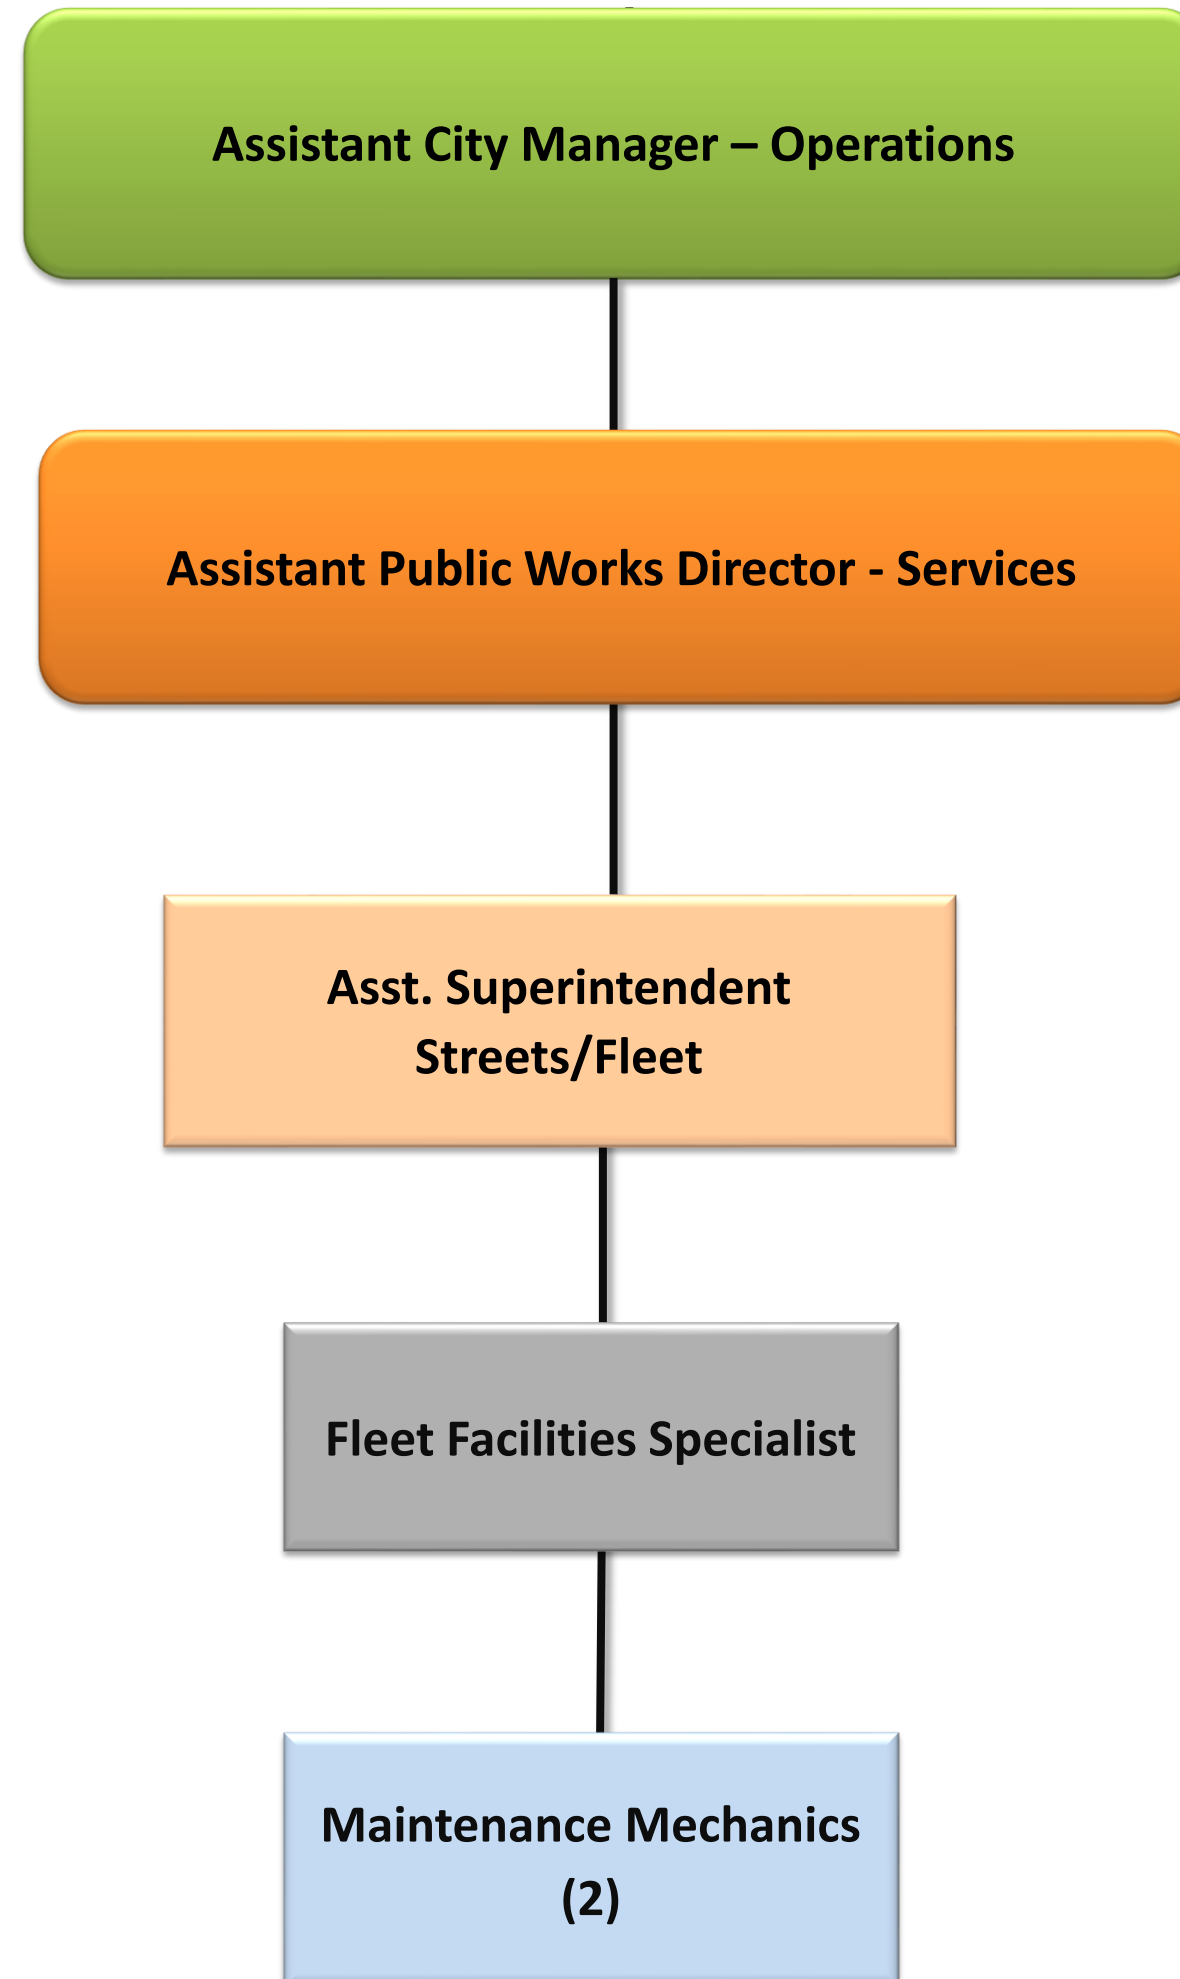 Assistant City Manager – Operations
Assistant Public Works Director - Services
Asst. Superintendent
Streets/Fleet
Fleet Facilities Specialist
Maintenance Mechanics
(2)